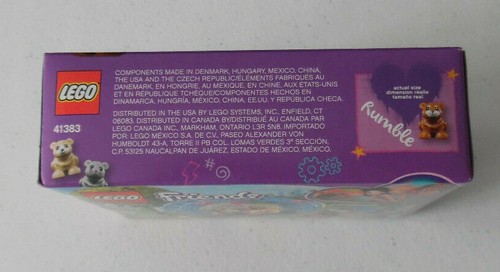 COMPONENTS MADE IN DENMARK, HUNGARY, MEXICO, CHINA,
THE USA AND THE CZECH REPUBLIC/ÉLÉMENTS FABRIQUÉS AU
DANEMARK, EN HONGRIE, AU MEXIQUE, EN CHINE, AUX ÉTATS-UNIS
ET EN RÉPUBLIQUE TCHÈQUE/COMPONENTES HECHOS EN
DINAMARCA, HUNGRÍA, MÉXICO, CHINA, EE.UU. Y REPÚBLICA CHECA.
DISTRIBUTED IN THE USA BY LEGO SYSTEMS, INC., ENFIELD, CT
06083. DISTRIBUTED IN CANADA BY/DISTRIBUÉ AU CANADA PAR
LEGO CANADA INC., MARKHAM, ONTARIO L3R 5N8. IMPORTADO
POR: LEGO MÉXICO S.A. DE C.V., PASEO ALEXANDER VON
HUMBOLDT 43-A, TORRE II PB COL. LOMAS VERDES 3ª SECCIÓN,
C.P. 53125 NAUCALPAN DE JUÁREZ, ESTADO DE MÉXICO, MÉXICO.
LEGO
41383
actual size
dimension réelle
tamaño real
Rumble
LEGO
friends